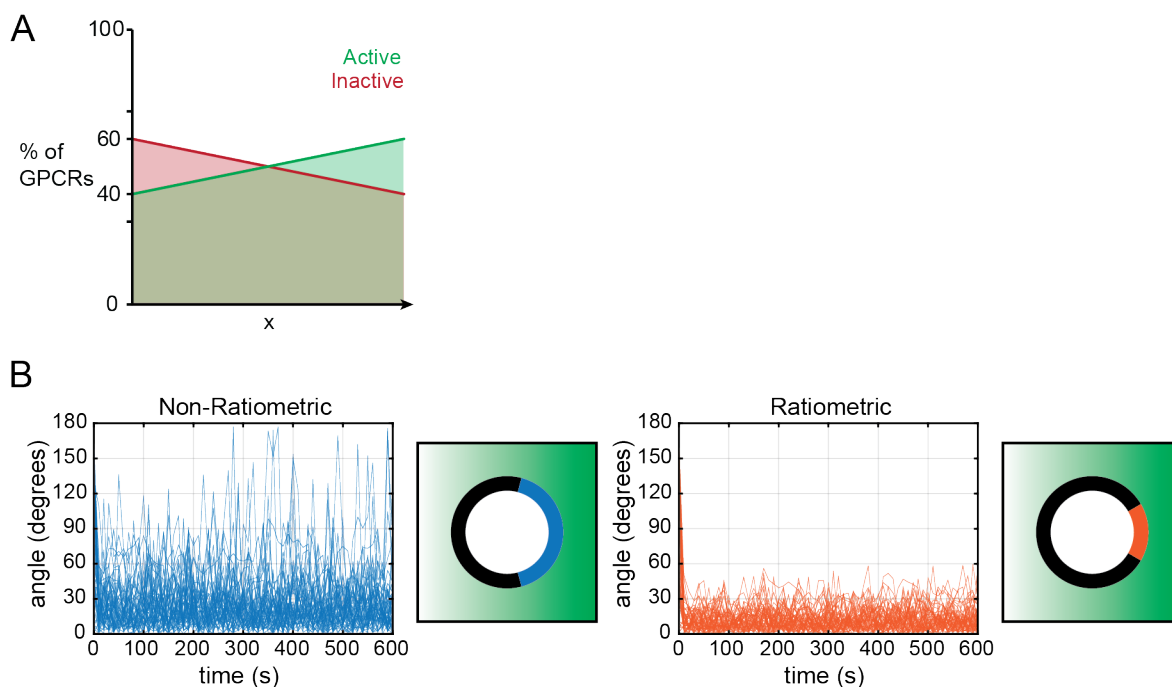 A
100
Active
Inactive
60
% of
GPCRs
40
0
x
B
Non-Ratiometric
180
150
120
90
60
30
0
angle (degrees)
0 100 200 300 400 500 600
time (s)
Ratiometric
180
150
120
90
60
30
0
angle (degrees)
0 100 200 300 400 500 600
time (s)